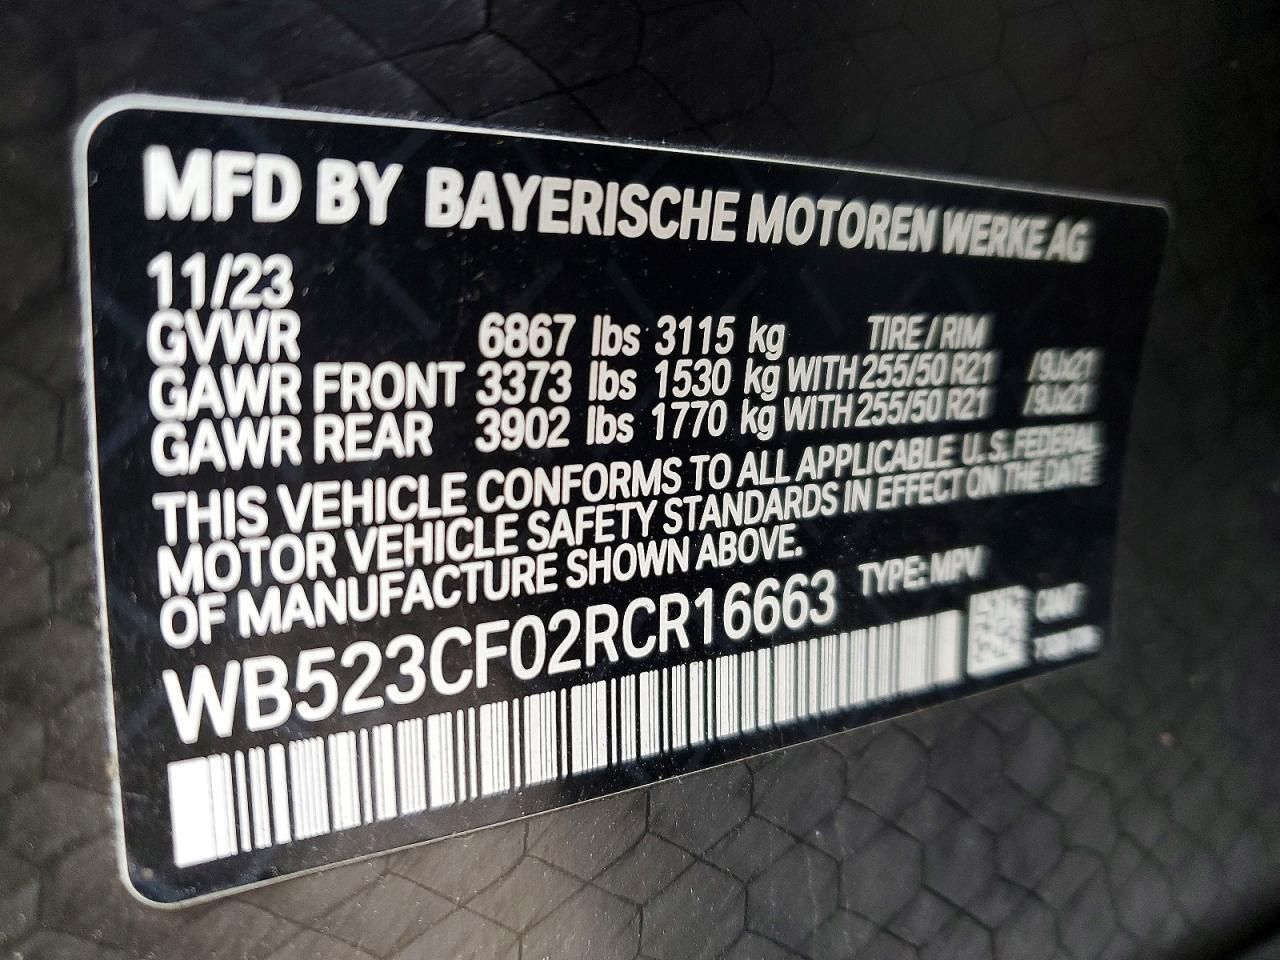 MFD BY BAYERISCHE MOTOREN WERKE AG
11/23
GVWR 6867 lbs 3115 kg TIRE / RIM
GAWR FRONT 3373 lbs 1530 kg WITH 255/50 R21 /9Jx21
GAWR REAR 3902 lbs 1770 kg WITH 255/50 R21 /9Jx21
THIS VEHICLE CONFORMS TO ALL APPLICABLE U.S. FEDERAL
MOTOR VEHICLE SAFETY STANDARDS IN EFFECT ON THE DATE
OF MANUFACTURE SHOWN ABOVE.
WB523CF02RCR16663 TYPE: MPV